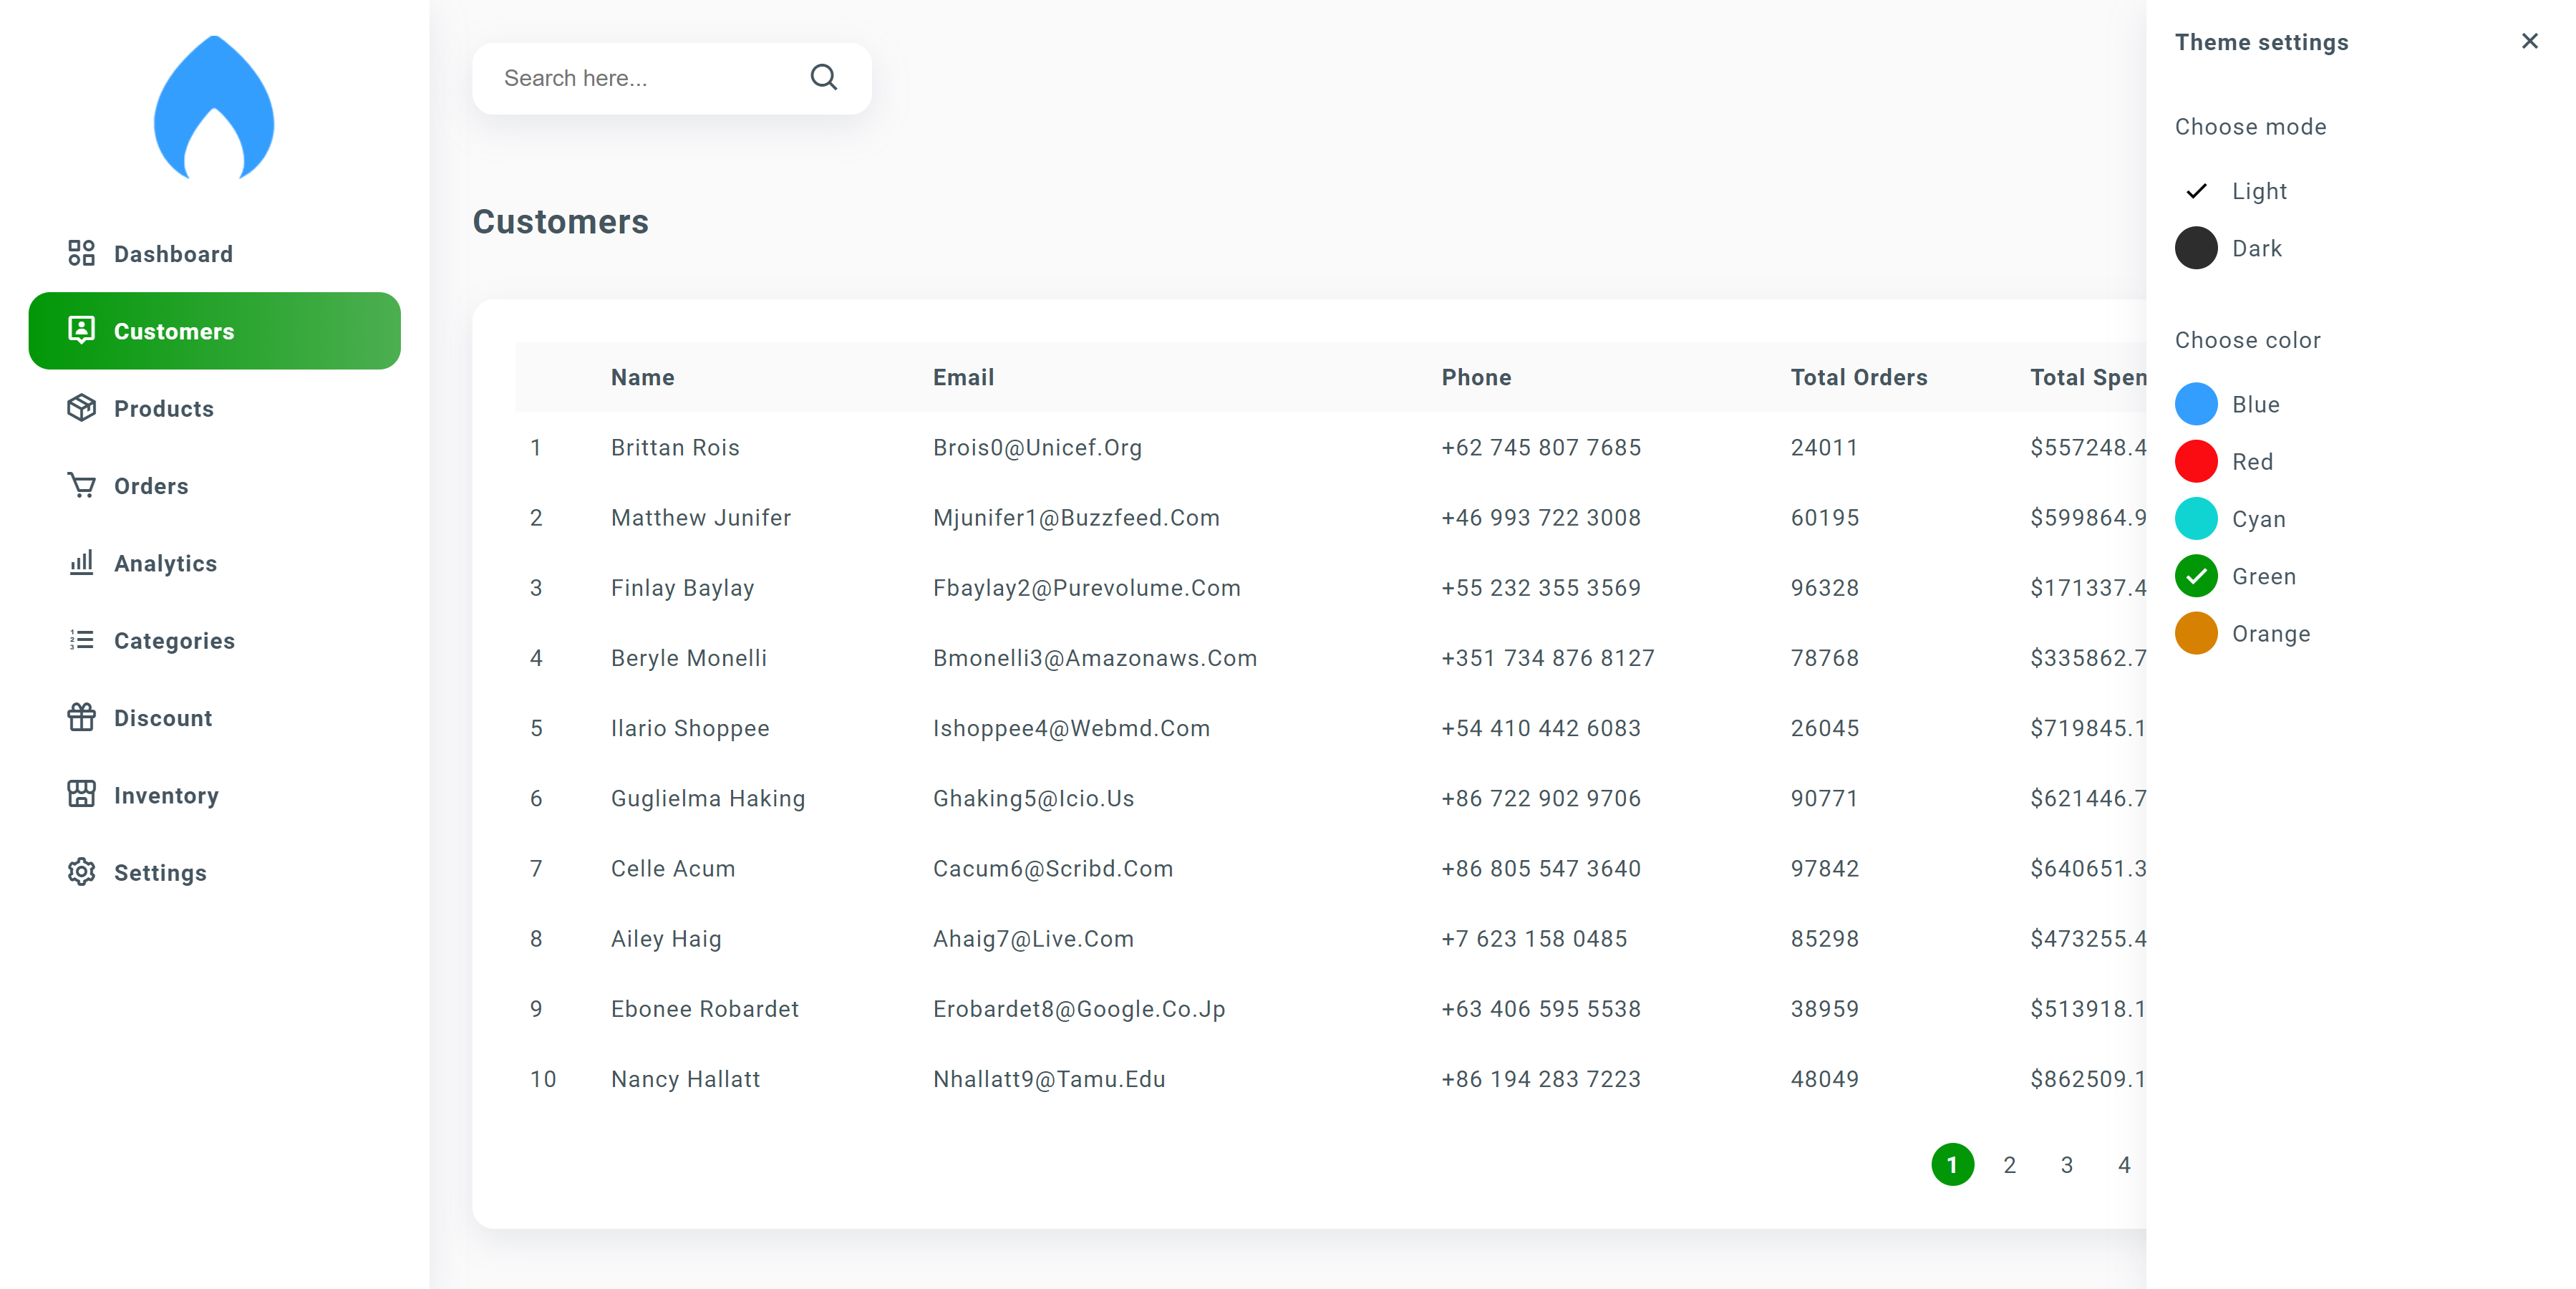 Dashboard
Customers
Products
Orders
Analytics
Categories
Discount
Inventory
Settings
Search here...
Customers
Name Email Phone Total Orders Total Spen
1 Brittan Rois Brois0@Unicef.Org +62 745 807 7685 24011 $557248.4
2 Matthew Junifer Mjunifer1@Buzzfeed.Com +46 993 722 3008 60195 $599864.9
3 Finlay Baylay Fbaylay2@Purevolume.Com +55 232 355 3569 96328 $171337.4
4 Beryle Monelli Bmonelli3@Amazonaws.Com +351 734 876 8127 78768 $335862.7
5 Ilario Shoppee Ishoppee4@Webmd.Com +54 410 442 6083 26045 $719845.1
6 Guglielma Haking Ghaking5@Icio.Us +86 722 902 9706 90771 $621446.7
7 Celle Acum Cacum6@Scribd.Com +86 805 547 3640 97842 $640651.3
8 Ailey Haig Ahaig7@Live.Com +7 623 158 0485 85298 $473255.4
9 Ebonee Robardet Erobardet8@Google.Co.Jp +63 406 595 5538 38959 $513918.1
10 Nancy Hallatt Nhallatt9@Tamu.Edu +86 194 283 7223 48049 $862509.1
1 2 3 4
Theme settings
Choose mode
Light
Dark
Choose color
Blue
Red
Cyan
Green
Orange